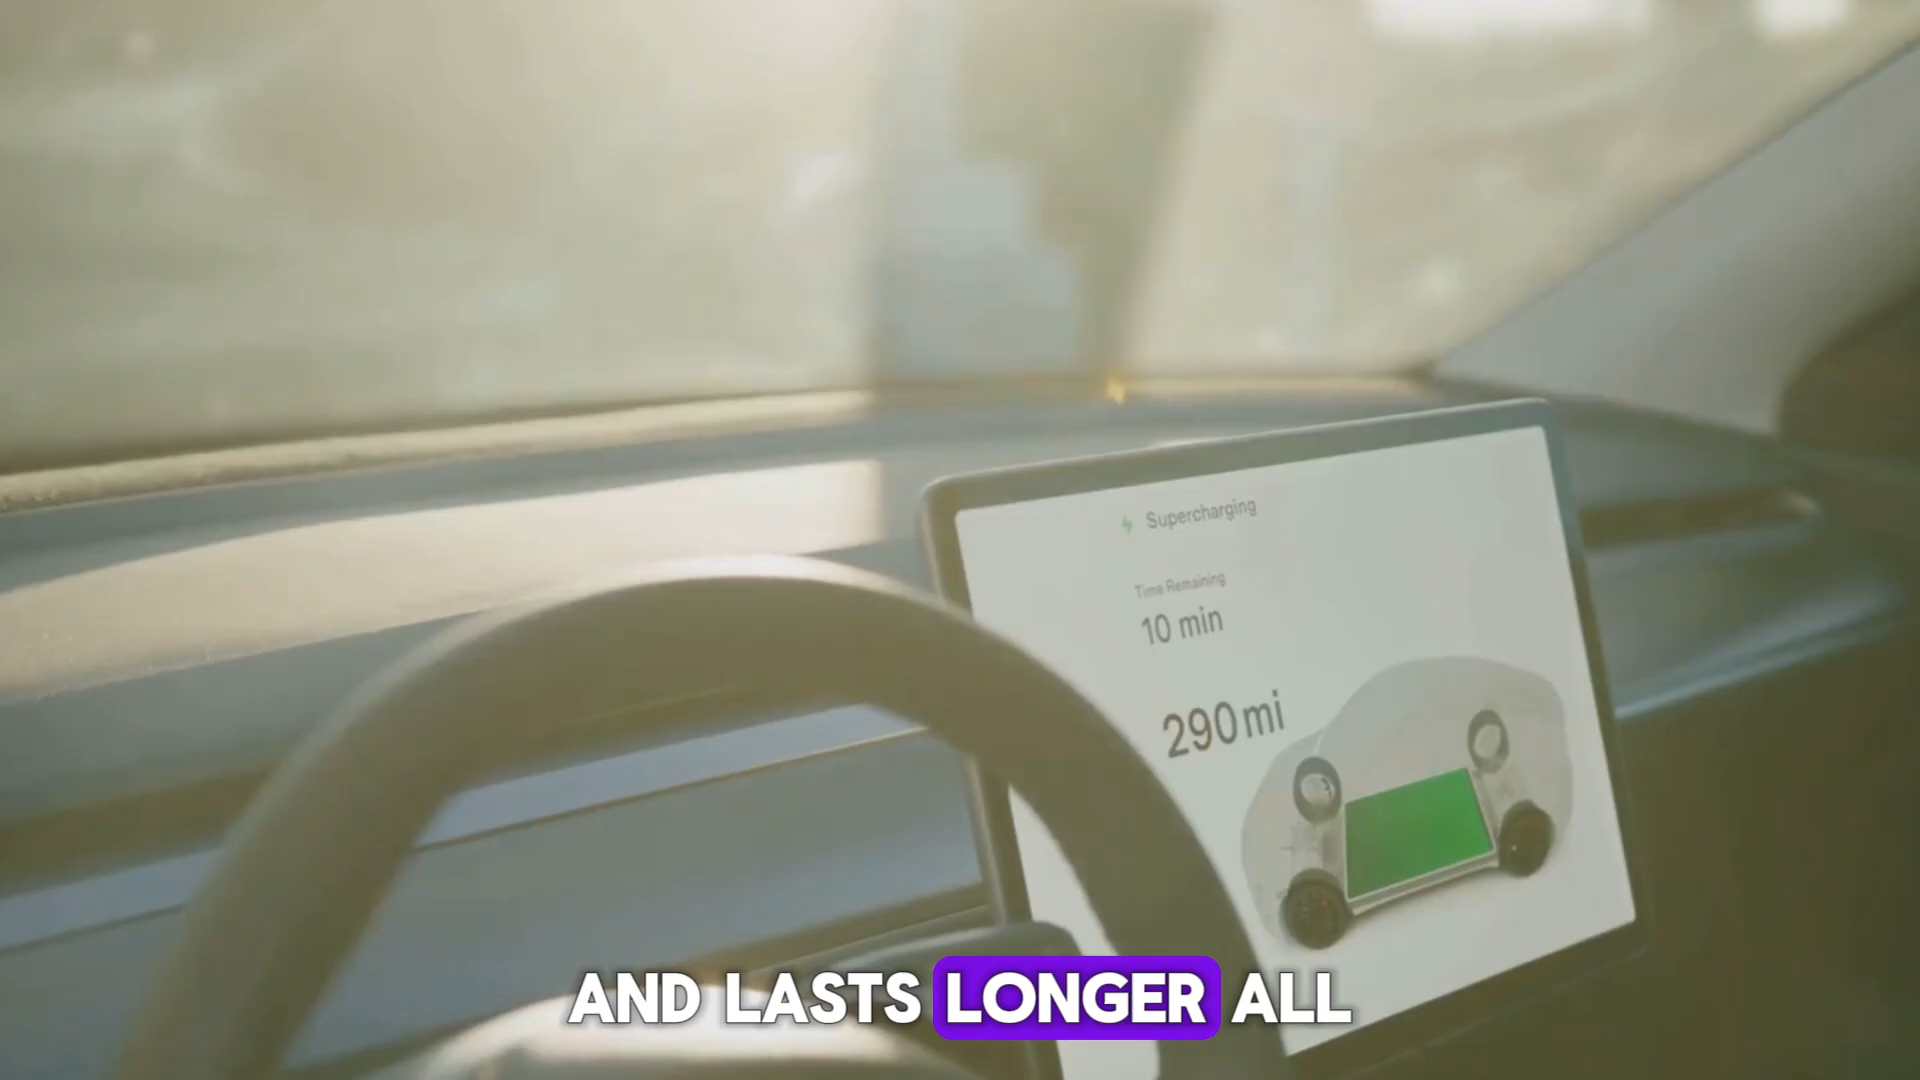 Supercharging
Time Remaining
10 min
290 mi
AND LASTS LONGER ALL